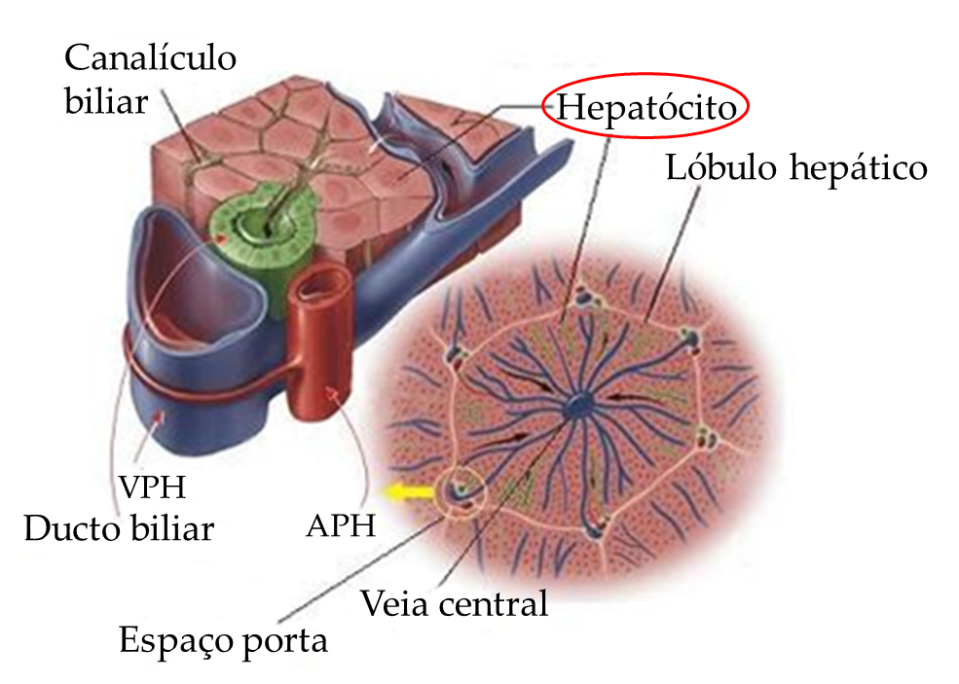 Canalículo
biliar
Hepatócito
Lóbulo hepático
VPH
Ducto biliar
APH
Veia central
Espaço porta